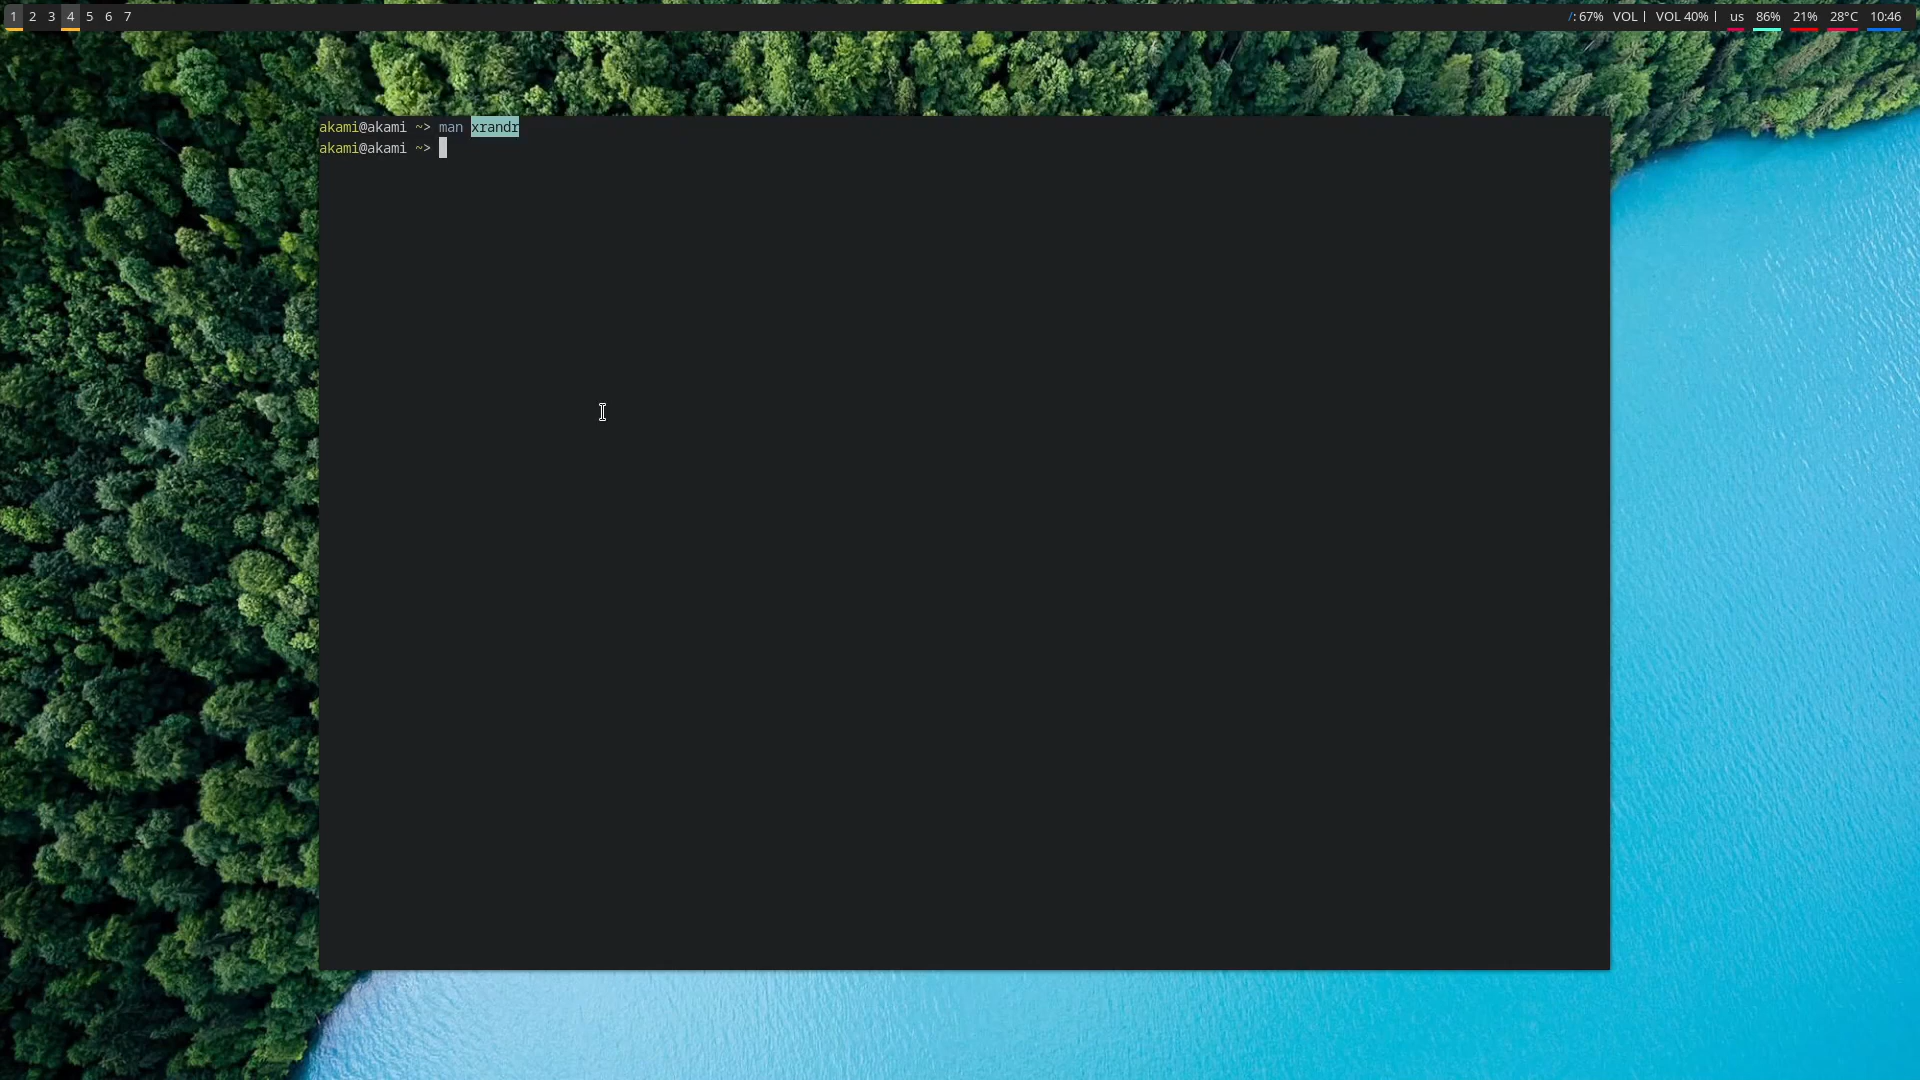 1 2 3 4 5 6 7 /: 67% VOL | VOL 40% | us 86% 21% 28°C 10:46
akami@akami ~> man xrandr
akami@akami ~>